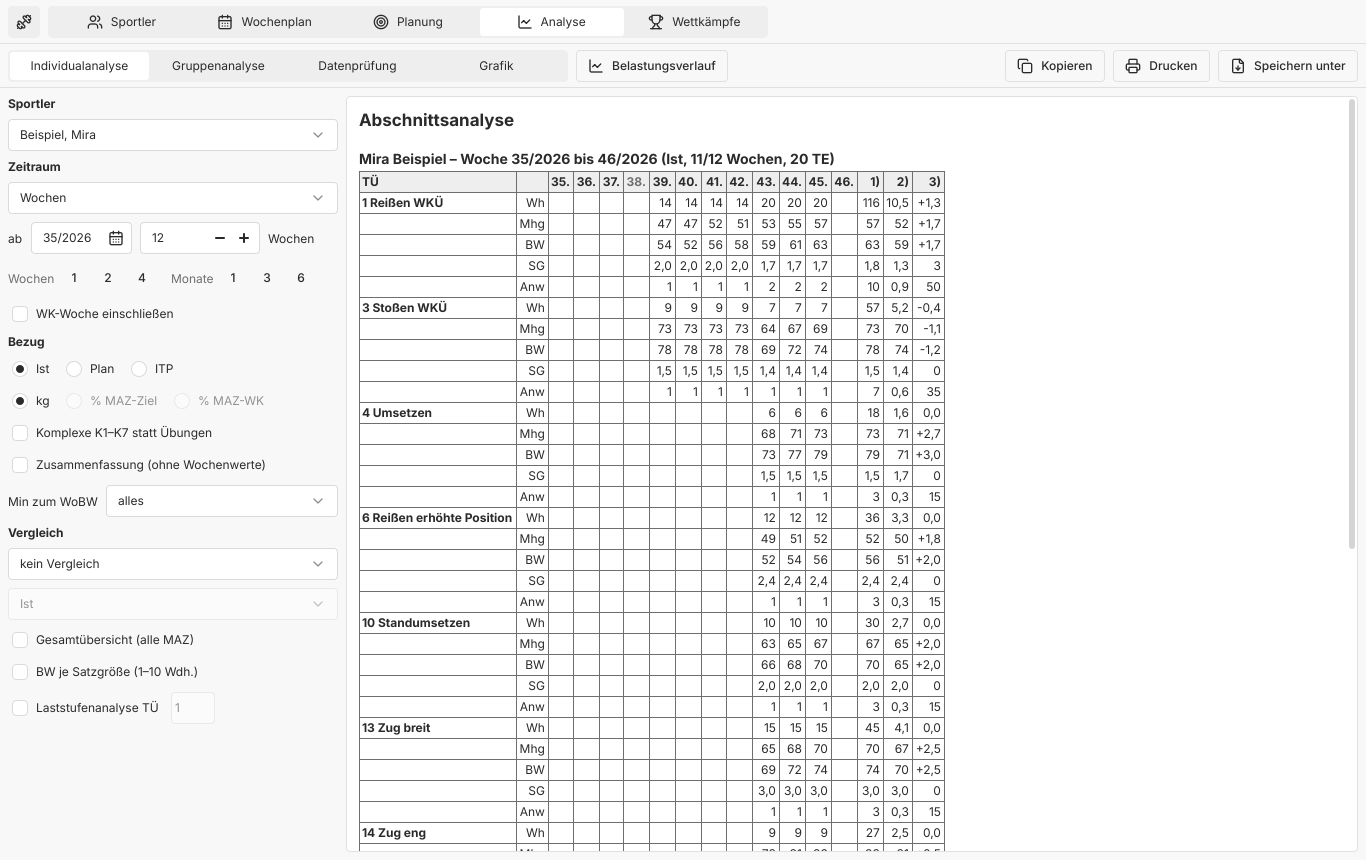 Sportler Wochenplan Planung Analyse Wettkämpfe
Individualanalyse Gruppenanalyse Datenprüfung Grafik Belastungsverlauf Kopieren Drucken Speichern unter
Sportler
Beispiel, Mira
Zeitraum
Wochen
ab 35/2026 12 Wochen
Wochen 1 2 4 Monate 1 3 6
WK-Woche einschließen
Bezug
Ist Plan ITP
kg % MAZ-Ziel % MAZ-WK
Komplexe K1–K7 statt Übungen
Zusammenfassung (ohne Wochenwerte)
Min zum WoBW alles
Vergleich
kein Vergleich
Ist
Gesamtübersicht (alle MAZ)
BW je Satzgröße (1–10 Wdh.)
Laststufenanalyse TÜ 1
Abschnittsanalyse
Mira Beispiel – Woche 35/2026 bis 46/2026 (Ist, 11/12 Wochen, 20 TE)
TÜ 35. 36. 37. 38. 39. 40. 41. 42. 43. 44. 45. 46. 1) 2) 3)
1 Reißen WKÜ Wh 14 14 14 14 20 20 20 116 10,5 +1,3
Mhg 47 47 52 51 53 55 57 57 52 +1,7
BW 54 52 56 58 59 61 63 63 59 +1,7
SG 2,0 2,0 2,0 2,0 1,7 1,7 1,7 1,8 1,3 3
Anw 1 1 1 1 2 2 2 10 0,9 50
3 Stoßen WKÜ Wh 9 9 9 9 7 7 7 57 5,2 -0,4
Mhg 73 73 73 73 64 67 69 73 70 -1,1
BW 78 78 78 78 69 72 74 78 74 -1,2
SG 1,5 1,5 1,5 1,5 1,4 1,4 1,4 1,5 1,4 0
Anw 1 1 1 1 1 1 1 7 0,6 35
4 Umsetzen Wh 6 6 6 18 1,6 0,0
Mhg 68 71 73 73 71 +2,7
BW 73 77 79 79 71 +3,0
SG 1,5 1,5 1,5 1,5 1,7 0
Anw 1 1 1 3 0,3 15
6 Reißen erhöhte Position Wh 12 12 12 36 3,3 0,0
Mhg 49 51 52 52 50 +1,8
BW 52 54 56 56 51 +2,0
SG 2,4 2,4 2,4 2,4 2,4 0
Anw 1 1 1 3 0,3 15
10 Standumsetzen Wh 10 10 10 30 2,7 0,0
Mhg 63 65 67 67 65 +2,0
BW 66 68 70 70 65 +2,0
SG 2,0 2,0 2,0 2,0 2,0 0
Anw 1 1 1 3 0,3 15
13 Zug breit Wh 15 15 15 45 4,1 0,0
Mhg 65 68 70 70 67 +2,5
BW 69 72 74 74 70 +2,5
SG 3,0 3,0 3,0 3,0 3,0 0
Anw 1 1 1 3 0,3 15
14 Zug eng Wh 9 9 9 27 2,5 0,0